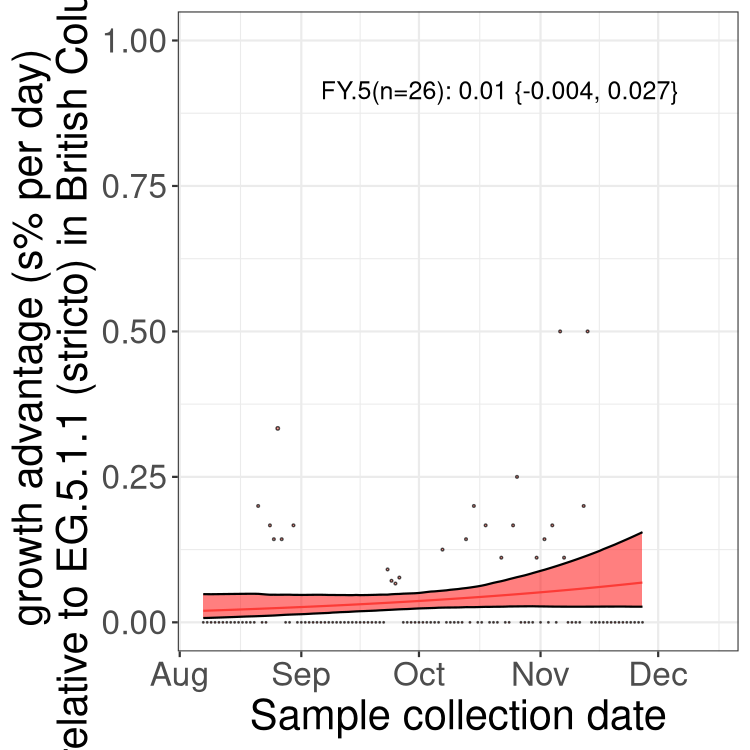 growth advantage (s% per day)
relative to EG.5.1.1 (stricto) in British
1.00
0.75
0.50
0.25
0.00
FY.5(n=26): 0.01 {-0.004, 0.027}
Aug Sep Oct Nov Dec
Sample collection date